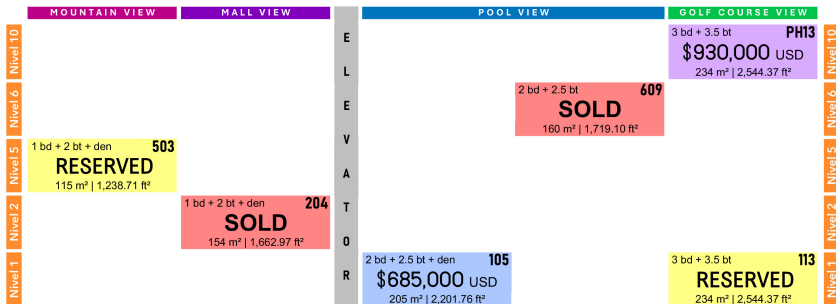 MOUNTAIN VIEW
MALL VIEW
ELEVATOR
POOL VIEW
GOLF COURSE VIEW
Nivel 10
3 bd + 3.5 bt PH13
$930,000 USD
234 m² | 2,544.37 ft²
Nivel 10
Nivel 6
2 bd + 2.5 bt 609
SOLD
160 m² | 1,719.10 ft²
Nivel 6
Nivel 5
1 bd + 2 bt + den 503
RESERVED
115 m² | 1,238.71 ft²
Nivel 5
Nivel 2
1 bd + 2 bt + den 204
SOLD
154 m² | 1,662.97 ft²
Nivel 2
Nivel 1
2 bd + 2.5 bt + den 105
$685,000 USD
205 m² | 2,201.76 ft²
3 bd + 3.5 bt 113
RESERVED
234 m² | 2,544.37 ft²
Nivel 1